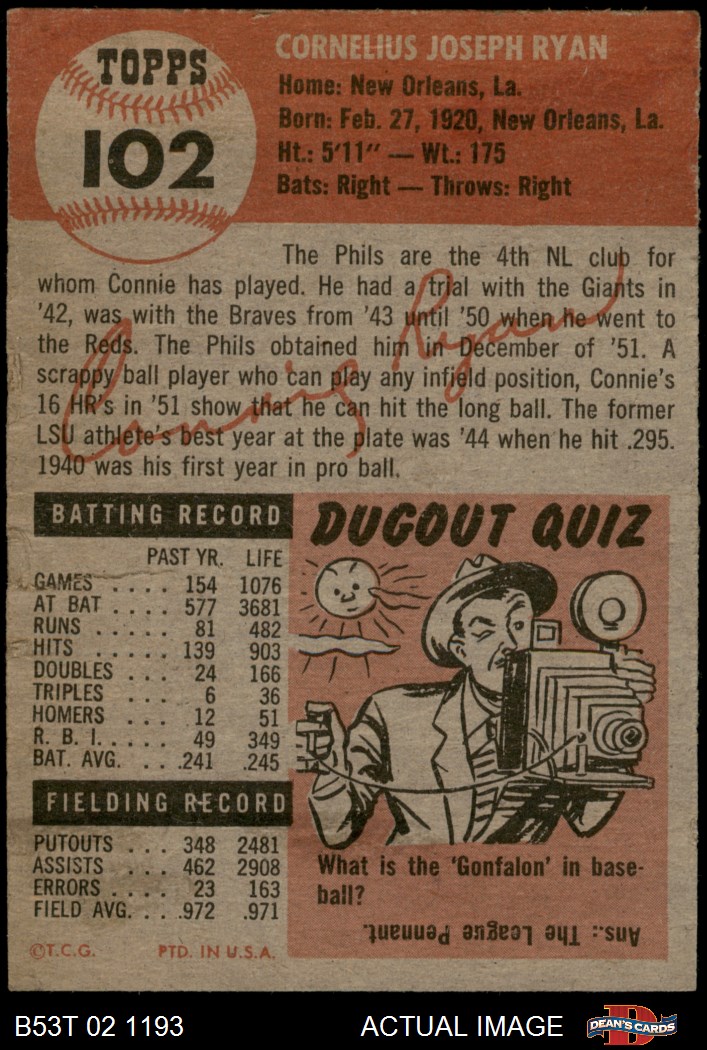 TOPPS
102
CORNELIUS JOSEPH RYAN
Home: New Orleans, La.
Born: Feb. 27, 1920, New Orleans, La.
Ht.: 5'11" — Wt.: 175
Bats: Right — Throws: Right
The Phils are the 4th NL club for
whom Connie has played. He had a trial with the Giants in
'42, was with the Braves from '43 until '50 when he went to
the Reds. The Phils obtained him in December of '51. A
scrappy ball player who can play any infield position, Connie's
16 HR's in '51 show that he can hit the long ball. The former
LSU athlete's best year at the plate was '44 when he hit .295.
1940 was his first year in pro ball.
Connie Ryan
BATTING RECORD
PAST YR. LIFE
GAMES .... 154 1076
AT BAT .... 577 3681
RUNS ..... 81 482
HITS ..... 139 903
DOUBLES ... 24 166
TRIPLES ... 6 36
HOMERS ... 12 51
R. B. I. .... 49 349
BAT. AVG. ... .241 .245
FIELDING RECORD
PUTOUTS ... 348 2481
ASSISTS .... 462 2908
ERRORS .... 23 163
FIELD AVG. .. .972 .971
©T.C.G. PTD. IN U.S.A.
DUGOUT QUIZ
What is the 'Gonfalon' in base-
ball?
Ans.: The League Pennant.
B53T 02 1193 ACTUAL IMAGE DEAN'S CARDS